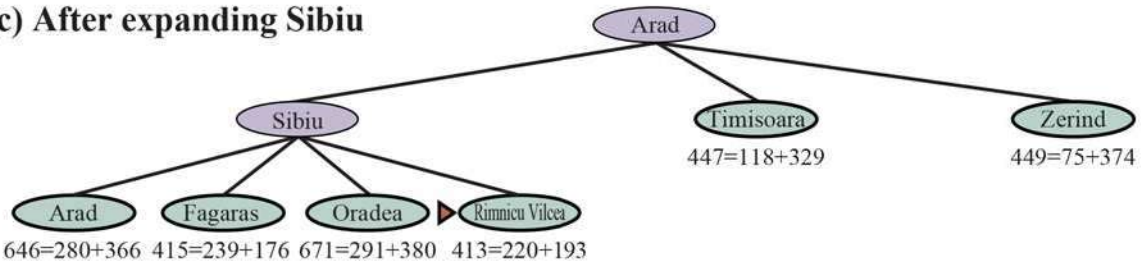 c) After expanding Sibiu
Arad
Sibiu
Timisoara
Zerind
447=118+329
449=75+374
Arad
Fagaras
Oradea
Rimnicu Vilcea
646=280+366
415=239+176
671=291+380
413=220+193